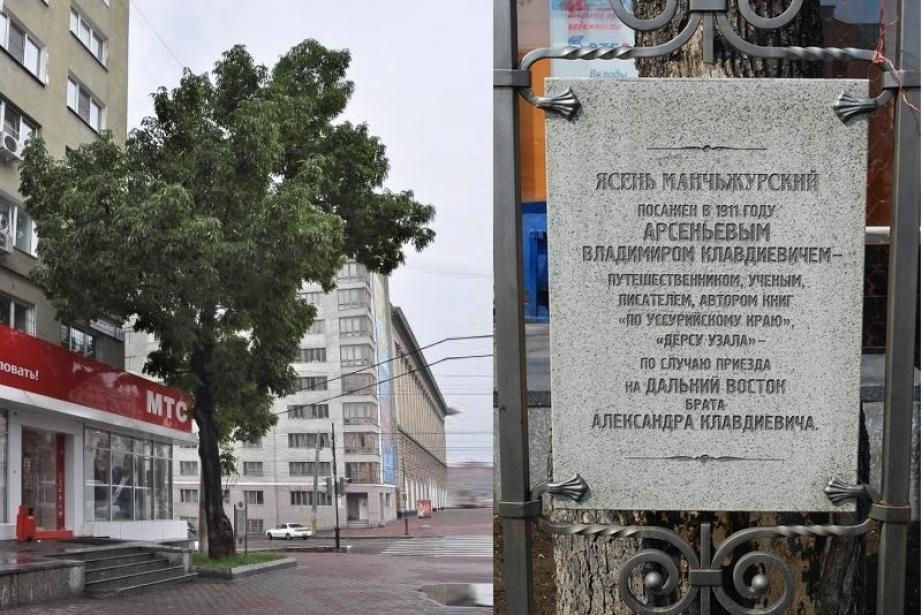 ловать!
МТС
Вклады
ЯСЕНЬ МАНЧЬЖУРСКИЙ
ПОСАЖЕН В 1911 ГОДУ
АРСЕНЬЕВЫМ
ВЛАДИМИРОМ КЛАВДИЕВИЧЕМ–
ПУТЕШЕСТВЕННИКОМ, УЧЕНЫМ,
ПИСАТЕЛЕМ, АВТОРОМ КНИГ
«ПО УССУРИЙСКОМУ КРАЮ»,
«ДЕРСУ УЗАЛА»–
ПО СЛУЧАЮ ПРИЕЗДА
НА ДАЛЬНИЙ ВОСТОК
БРАТА
АЛЕКСАНДРА КЛАВДИЕВИЧА.